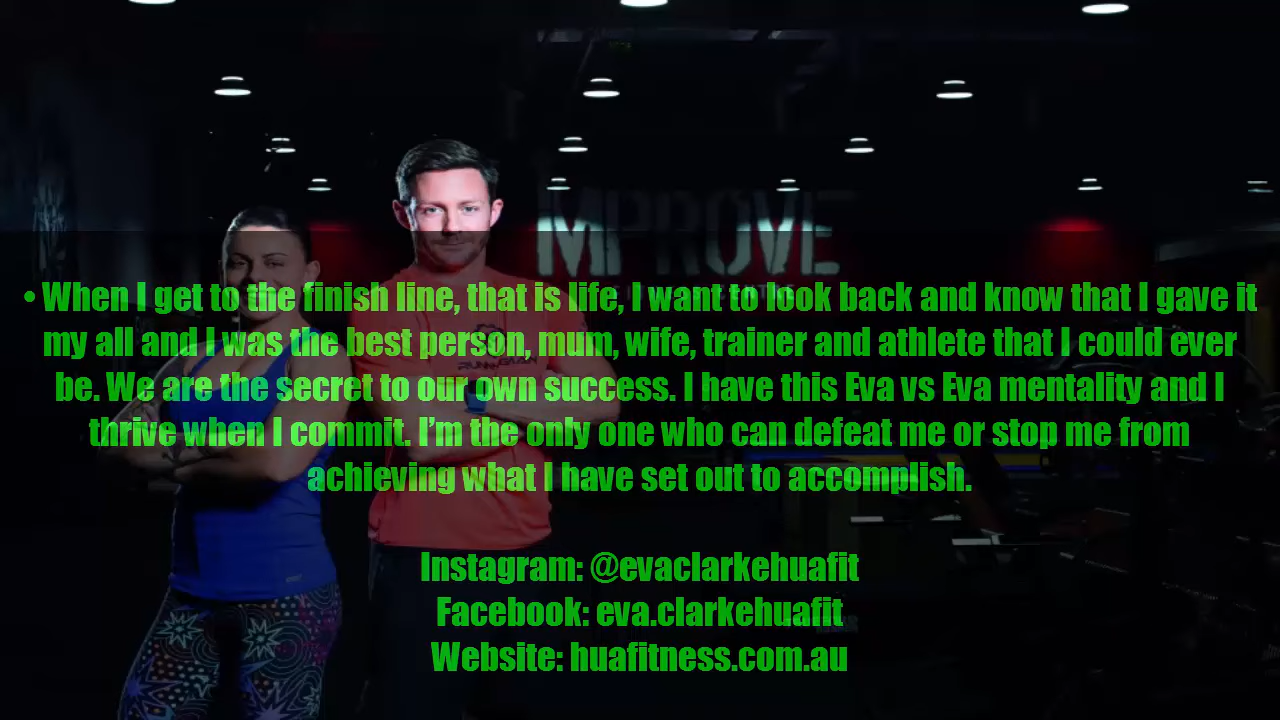 MPROVE
• When I get to the finish line, that is life, I want to look back and know that I gave it
my all and I was the best person, mum, wife, trainer and athlete that I could ever
be. We are the secret to our own success. I have this Eva vs Eva mentality and I
thrive when I commit. I’m the only one who can defeat me or stop me from
achieving what I have set out to accomplish.
Instagram: @evaclarkehuafit
Facebook: eva.clarkehuafit
Website: huafitness.com.au